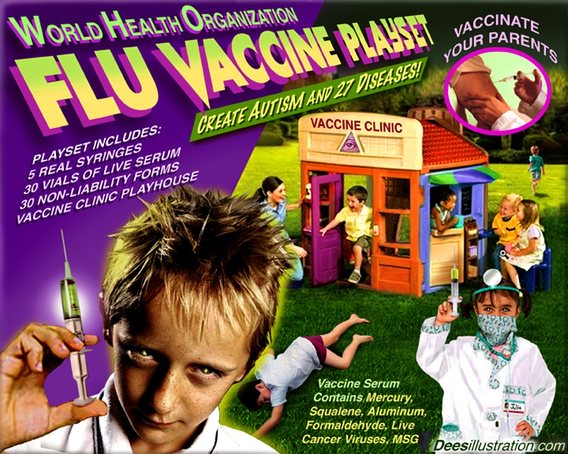 World Health Organization
Flu Vaccine Playset
Create Autism and 27 Diseases!
Vaccinate
Your Parents
Playset includes:
5 Real Syringes
30 Vials of Live Serum
30 Non-Liability Forms
Vaccine Clinic Playhouse
VACCINE CLINIC
Vaccine Serum
Contains Mercury,
Squalene, Aluminum,
Formaldehyde, Live
Cancer Viruses, MSG
Deesillustration.com